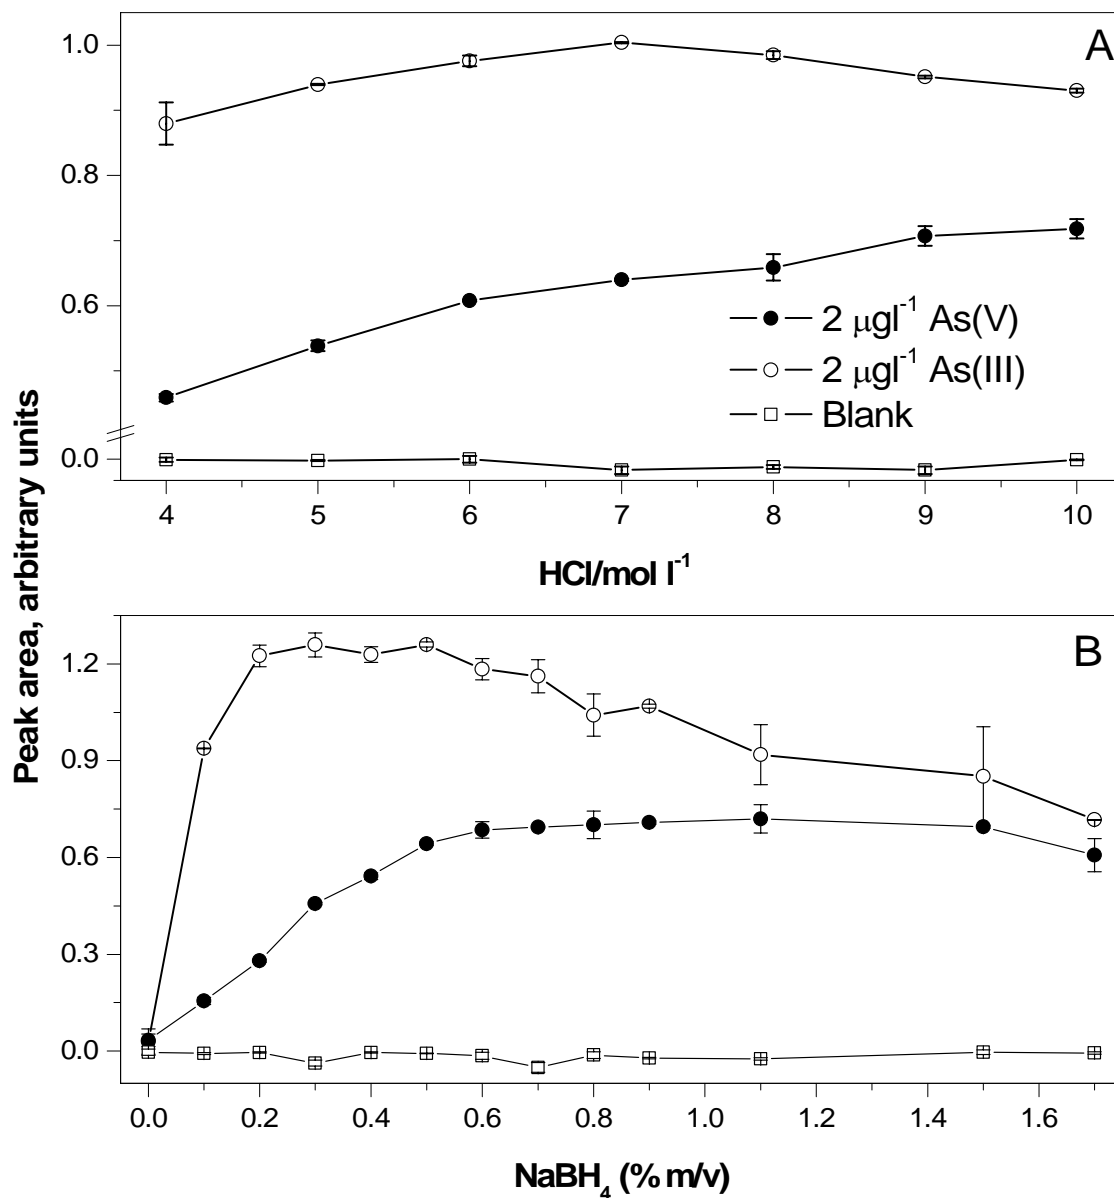 A
1.0
0.8
0.6
0.0
2 μgl⁻¹ As(V)
2 μgl⁻¹ As(III)
Blank
4 5 6 7 8 9 10
HCl/mol l⁻¹
Peak area, arbitrary units
B
1.2
0.9
0.6
0.3
0.0
0.0 0.2 0.4 0.6 0.8 1.0 1.2 1.4 1.6
NaBH₄ (% m/v)